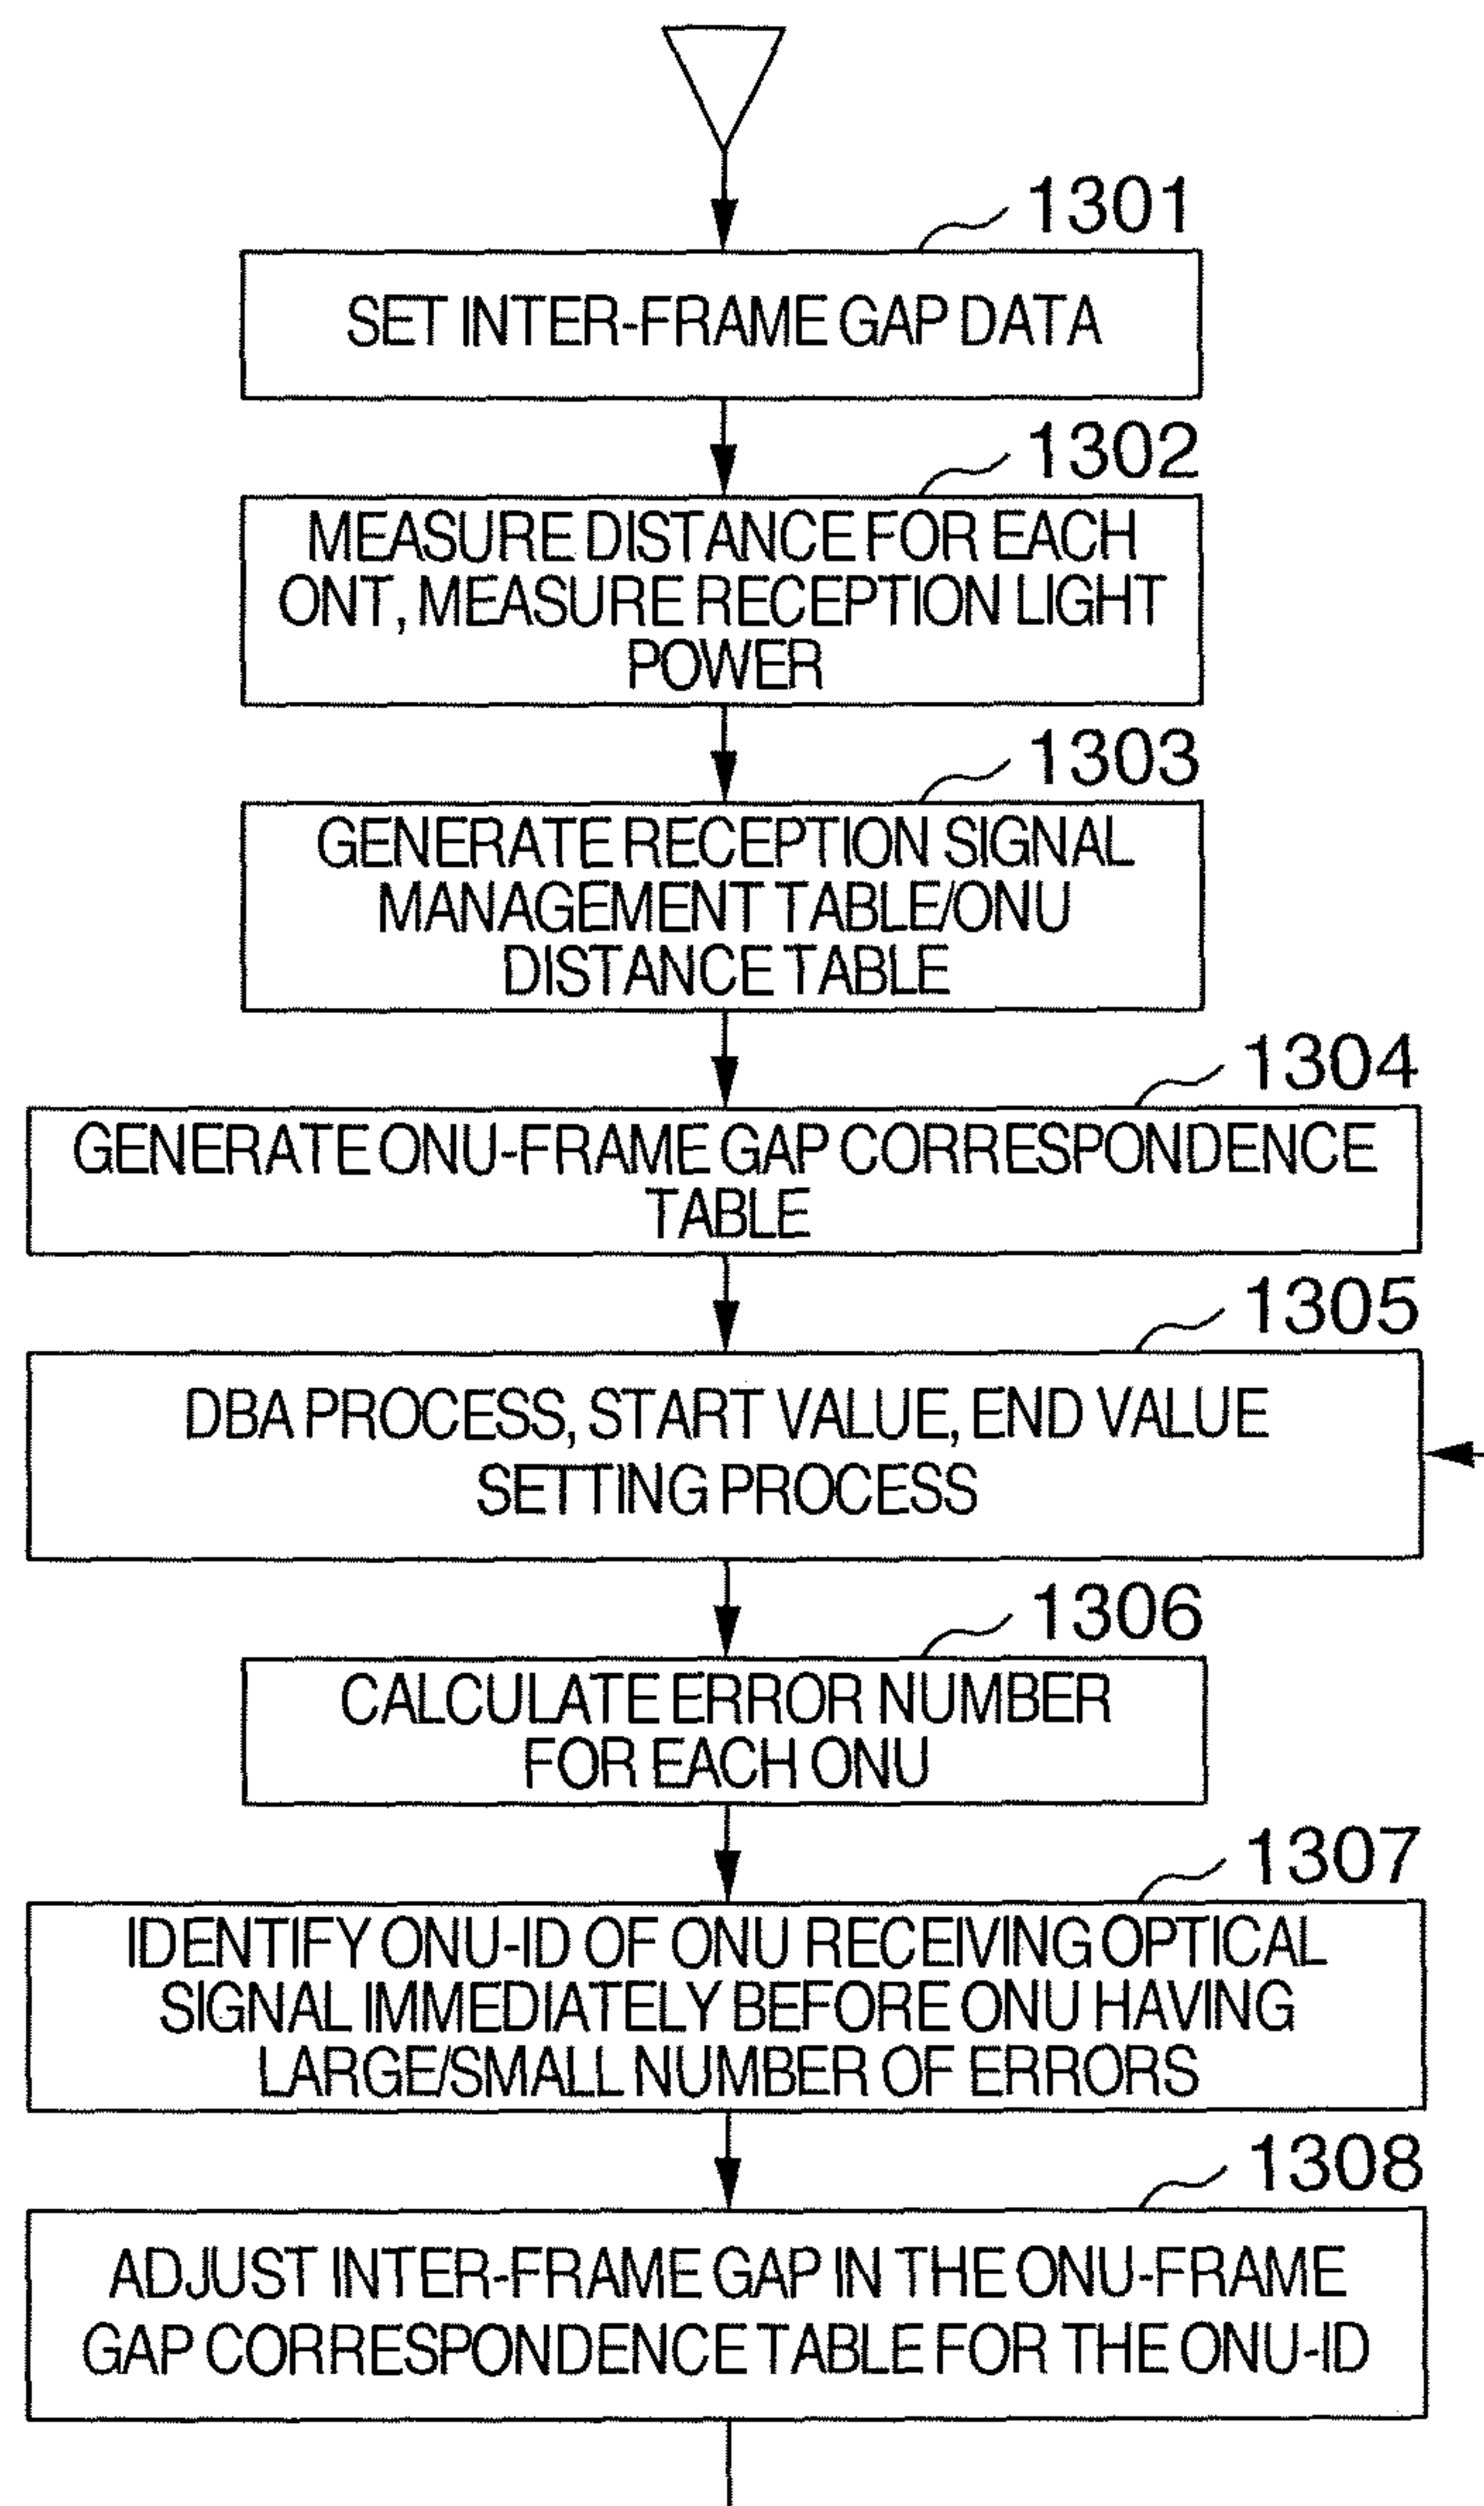 1301
SET INTER-FRAME GAP DATA
1302
MEASURE DISTANCE FOR EACH
ONT, MEASURE RECEPTION LIGHT
POWER
1303
GENERATE RECEPTION SIGNAL
MANAGEMENT TABLE/ONU
DISTANCE TABLE
1304
GENERATE ONU-FRAME GAP CORRESPONDENCE
TABLE
1305
DBA PROCESS, START VALUE, END VALUE
SETTING PROCESS
1306
CALCULATE ERROR NUMBER
FOR EACH ONU
1307
IDENTIFY ONU-ID OF ONU RECEIVING OPTICAL
SIGNAL IMMEDIATELY BEFORE ONU HAVING
LARGE/SMALL NUMBER OF ERRORS
1308
ADJUST INTER-FRAME GAP IN THE ONU-FRAME
GAP CORRESPONDENCE TABLE FOR THE ONU-ID